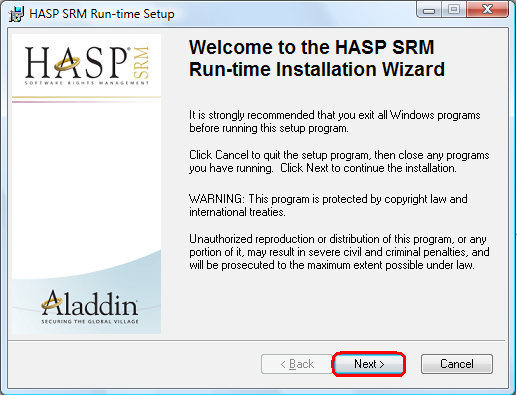 HASP SRM Run-time Setup
HASP SRM
SOFTWARE RIGHTS MANAGEMENT
Welcome to the HASP SRM
Run-time Installation Wizard
It is strongly recommended that you exit all Windows programs
before running this setup program.
Click Cancel to quit the setup program, then close any programs
you have running. Click Next to continue the installation.
WARNING: This program is protected by copyright law and
international treaties.
Unauthorized reproduction or distribution of this program, or any
portion of it, may result in severe civil and criminal penalties, and
will be prosecuted to the maximum extent possible under law.
Aladdin
SECURING THE GLOBAL VILLAGE
< Back
Next >
Cancel